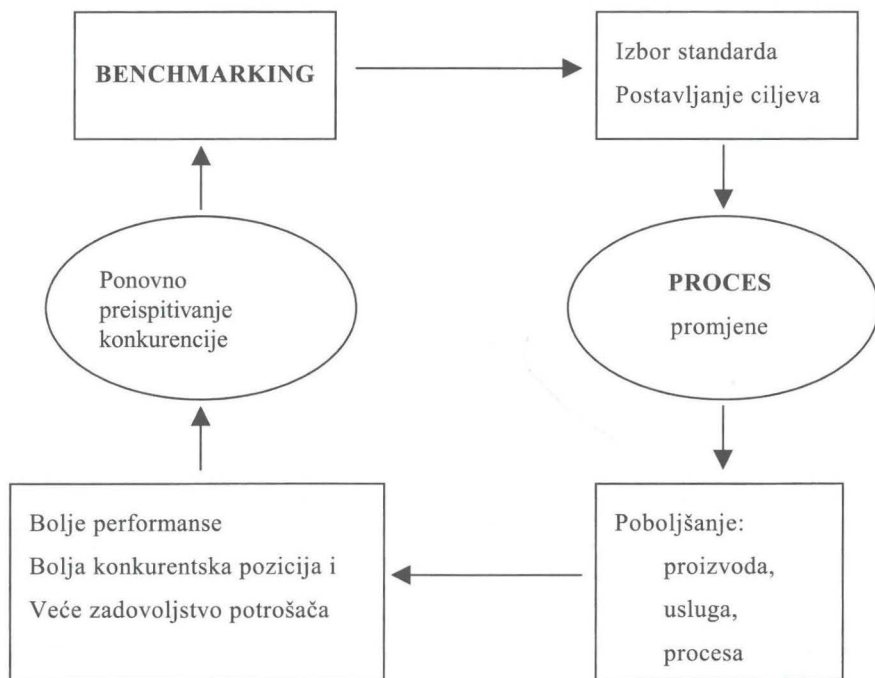 BENCHMARKING
Izbor standarda
Postavljanje ciljeva
PROCES
promjene
Poboljšanje:
proizvoda,
usluga,
procesa
Bolje performanse
Bolja konkurentska pozicija i
Veće zadovoljstvo potrošača
Ponovno
preispitivanje
konkurencije